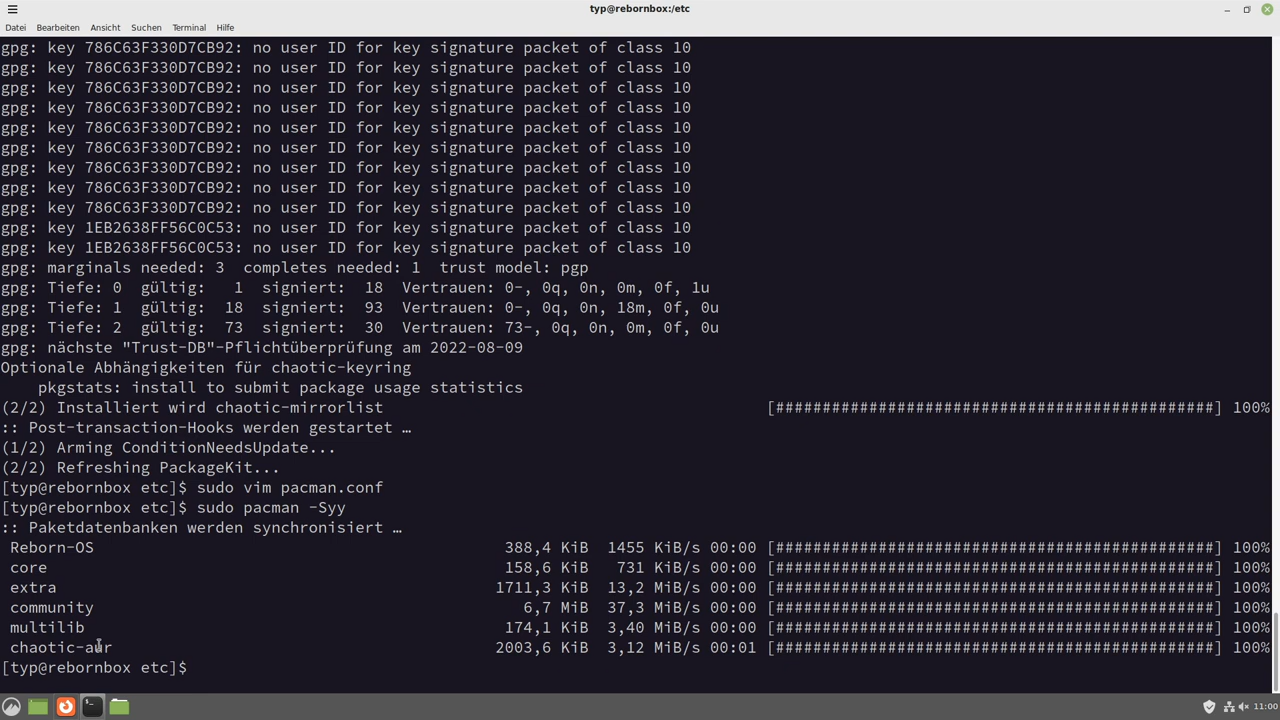 typ@rebornbox:/etc
Datei Bearbeiten Ansicht Suchen Terminal Hilfe
gpg: key 786C63F330D7CB92: no user ID for key signature packet of class 10
gpg: key 786C63F330D7CB92: no user ID for key signature packet of class 10
gpg: key 786C63F330D7CB92: no user ID for key signature packet of class 10
gpg: key 786C63F330D7CB92: no user ID for key signature packet of class 10
gpg: key 786C63F330D7CB92: no user ID for key signature packet of class 10
gpg: key 786C63F330D7CB92: no user ID for key signature packet of class 10
gpg: key 786C63F330D7CB92: no user ID for key signature packet of class 10
gpg: key 786C63F330D7CB92: no user ID for key signature packet of class 10
gpg: key 786C63F330D7CB92: no user ID for key signature packet of class 10
gpg: key 1EB2638FF56C0C53: no user ID for key signature packet of class 10
gpg: key 1EB2638FF56C0C53: no user ID for key signature packet of class 10
gpg: marginals needed: 3  completes needed: 1  trust model: pgp
gpg: Tiefe: 0  gültig:   1  signiert:  18  Vertrauen: 0-, 0q, 0n, 0m, 0f, 1u
gpg: Tiefe: 1  gültig:  18  signiert:  93  Vertrauen: 0-, 0q, 0n, 18m, 0f, 0u
gpg: Tiefe: 2  gültig:  73  signiert:  30  Vertrauen: 73-, 0q, 0n, 0m, 0f, 0u
gpg: nächste "Trust-DB"-Pflichtüberprüfung am 2022-08-09
Optionale Abhängigkeiten für chaotic-keyring
    pkgstats: install to submit package usage statistics
(2/2) Installiert wird chaotic-mirrorlist [###############################################] 100%
:: Post-transaction-Hooks werden gestartet …
(1/2) Arming ConditionNeedsUpdate...
(2/2) Refreshing PackageKit...
[typ@rebornbox etc]$ sudo vim pacman.conf
[typ@rebornbox etc]$ sudo pacman -Syy
:: Paketdatenbanken werden synchronisiert …
 Reborn-OS 388,4 KiB  1455 KiB/s 00:00 [###############################################] 100%
 core 158,6 KiB   731 KiB/s 00:00 [###############################################] 100%
 extra 1711,3 KiB  13,2 MiB/s 00:00 [###############################################] 100%
 community 6,7 MiB  37,3 MiB/s 00:00 [###############################################] 100%
 multilib 174,1 KiB  3,40 MiB/s 00:00 [###############################################] 100%
 chaotic-aur 2003,6 KiB  3,12 MiB/s 00:01 [###############################################] 100%
[typ@rebornbox etc]$
11:00